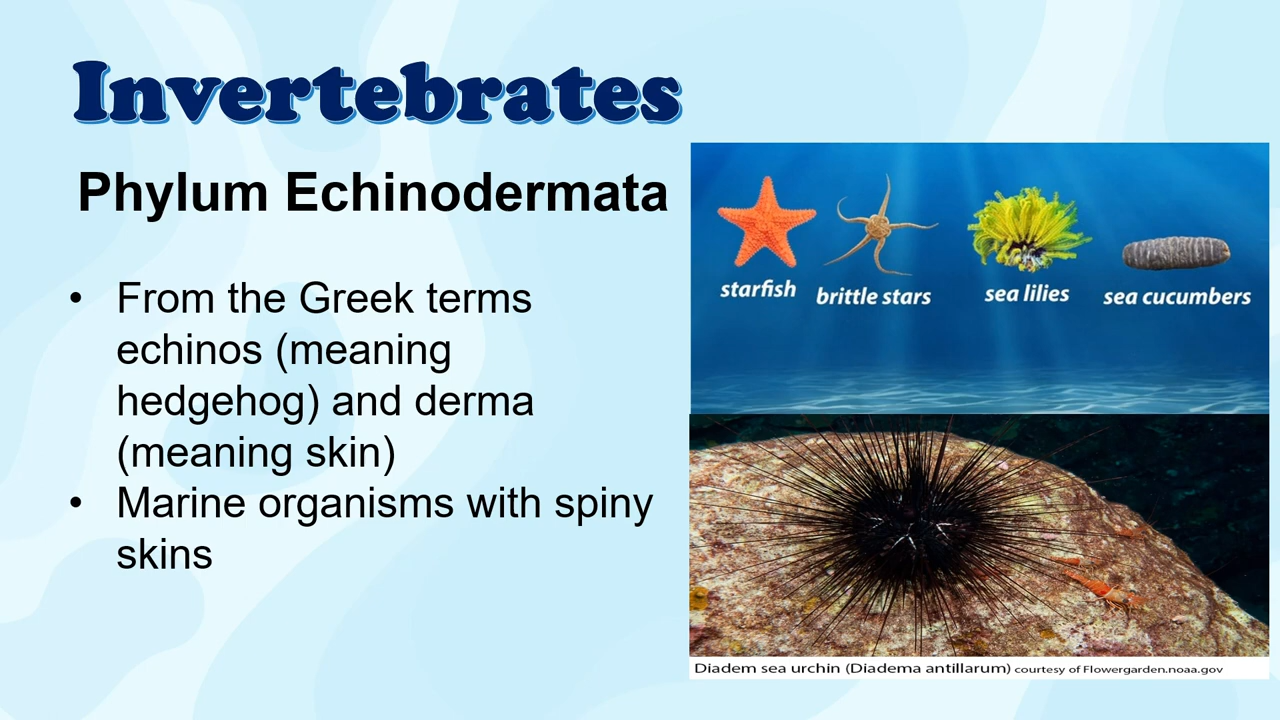 Invertebrates
Phylum Echinodermata
• From the Greek terms
echinos (meaning
hedgehog) and derma
(meaning skin)
• Marine organisms with spiny
skins
starfish
brittle stars
sea lilies
sea cucumbers
Diadem sea urchin (Diadema antillarum) courtesy of Flowergarden.noaa.gov